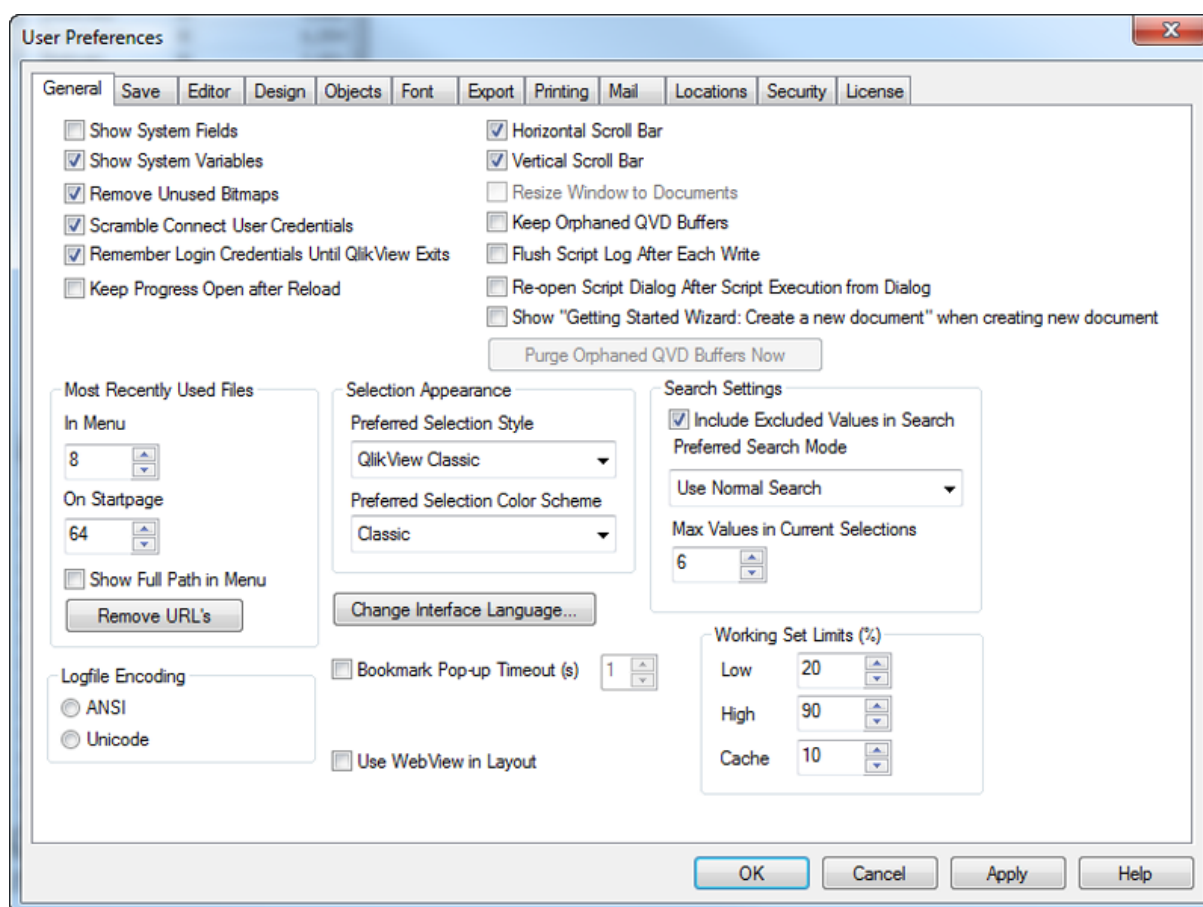 User Preferences
General Save Editor Design Objects Font Export Printing Mail Locations Security License
Show System Fields
Show System Variables
Remove Unused Bitmaps
Scramble Connect User Credentials
Remember Login Credentials Until QlikView Exits
Keep Progress Open after Reload
Horizontal Scroll Bar
Vertical Scroll Bar
Resize Window to Documents
Keep Orphaned QVD Buffers
Flush Script Log After Each Write
Re-open Script Dialog After Script Execution from Dialog
Show "Getting Started Wizard: Create a new document" when creating new document
Purge Orphaned QVD Buffers Now
Most Recently Used Files
In Menu
8
On Startpage
64
Show Full Path in Menu
Remove URL's
Logfile Encoding
ANSI
Unicode
Selection Appearance
Preferred Selection Style
QlikView Classic
Preferred Selection Color Scheme
Classic
Change Interface Language...
Bookmark Pop-up Timeout (s) 1
Use WebView in Layout
Search Settings
Include Excluded Values in Search
Preferred Search Mode
Use Normal Search
Max Values in Current Selections
6
Working Set Limits (%)
Low 20
High 90
Cache 10
OK Cancel Apply Help